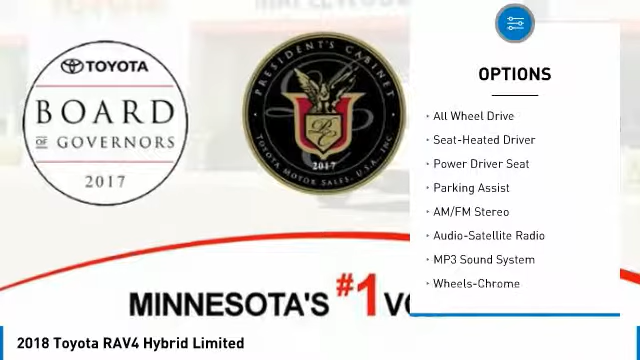 TOYOTA
BOARD
OF GOVERNORS
2017
PRESIDENT'S CABINET
2017
TOYOTA MOTOR SALES, U.S.A., INC.
OPTIONS
All Wheel Drive
Seat-Heated Driver
Power Driver Seat
Parking Assist
AM/FM Stereo
Audio-Satellite Radio
MP3 Sound System
Wheels-Chrome
MINNESOTA'S #1
2018 Toyota RAV4 Hybrid Limited